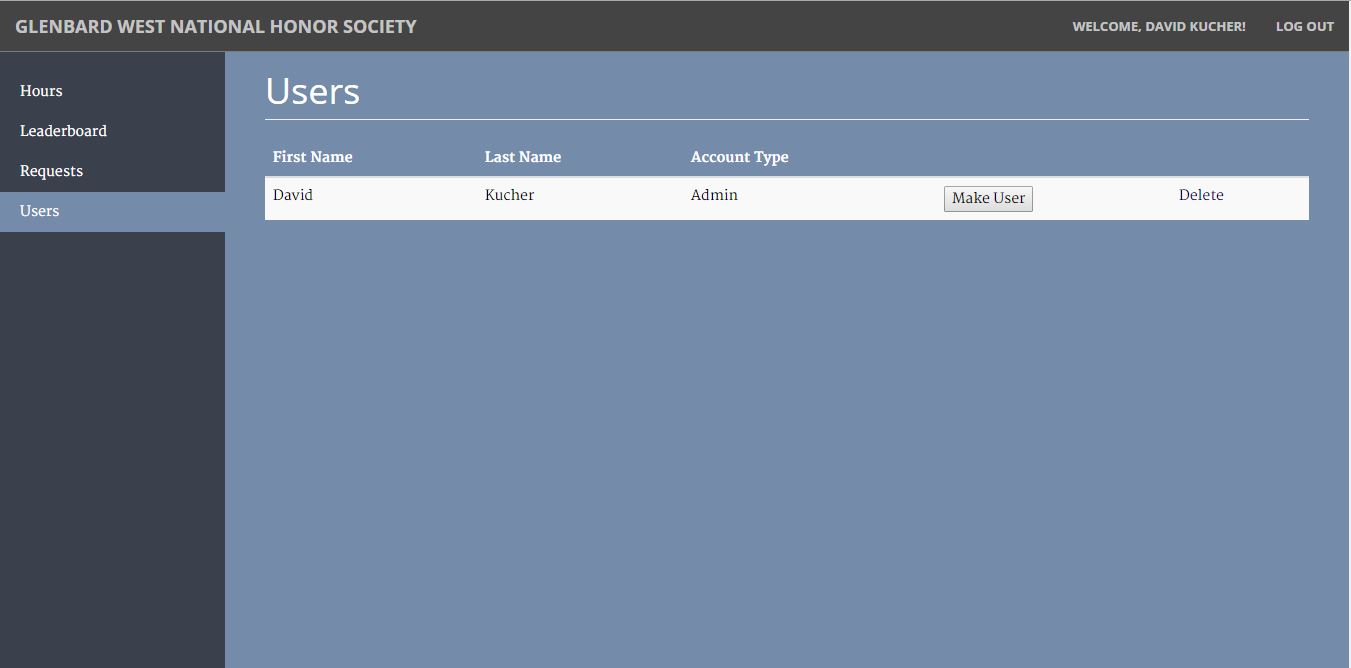 GLENBARD WEST NATIONAL HONOR SOCIETY WELCOME, DAVID KUCHER! LOG OUT
Hours
Leaderboard
Requests
Users
Users
First Name Last Name Account Type
David Kucher Admin Make User Delete